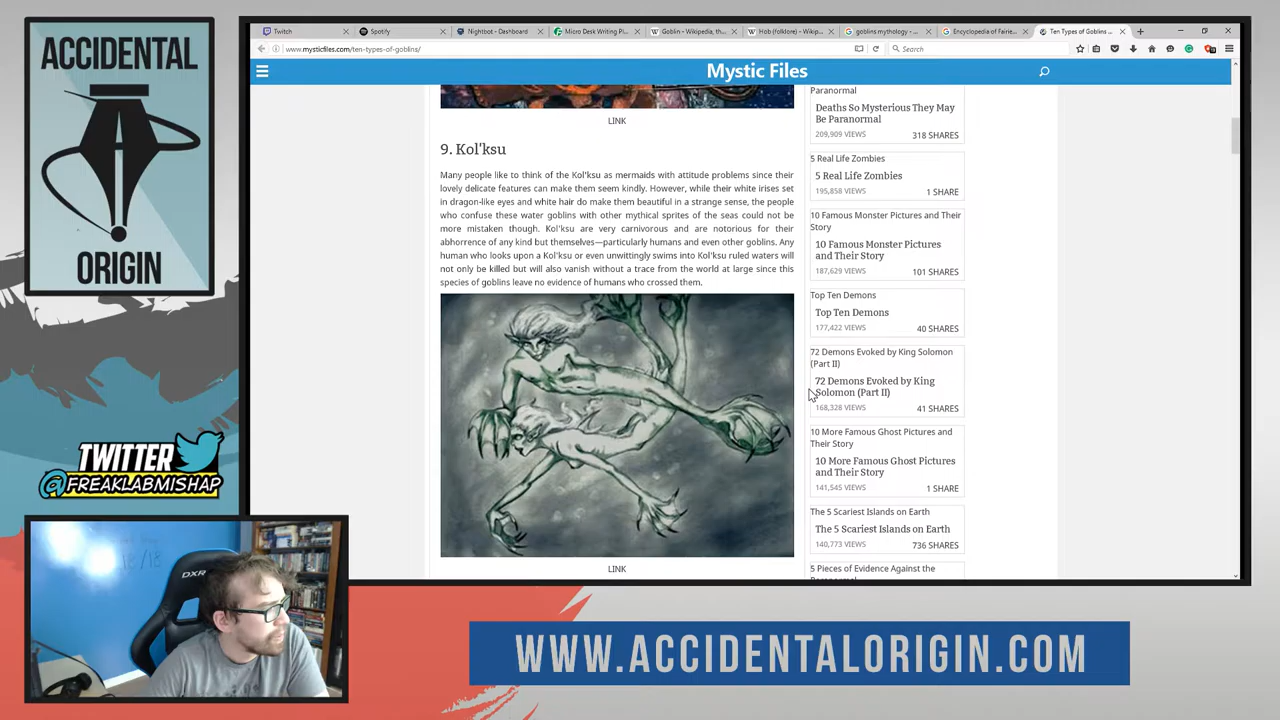 ACCIDENTAL
ORIGIN
TWITTER
@FREAKLABMISHAP
DXR
Twitch
Spotify
Nightbot - Dashboard
Micro Desk Writing Pl...
Goblin - Wikipedia, th...
Hob (folklore) - Wikip...
goblins mythology - ...
Encyclopedia of Faerie...
Ten Types of Goblins ...
www.mysticfiles.com/ten-types-of-goblins/
Search
Mystic Files
LINK
9. Kol'ksu
Many people like to think of the Kol'ksu as mermaids with attitude problems since their
lovely delicate features can make them seem kindly. However, while their white irises set
in dragon-like eyes and white hair do make them beautiful in a strange sense, the people
who confuse these water goblins with other mythical sprites of the seas could not be
more mistaken though. Kol'ksu are very carnivorous and are notorious for their
abhorrence of any kind but themselves—particularly humans and even other goblins. Any
human who looks upon a Kol'ksu or even unwittingly swims into Kol'ksu ruled waters will
not only be killed but will also vanish without a trace from the world at large since this
species of goblins leave no evidence of humans who crossed them.
LINK
Paranormal
Deaths So Mysterious They May
Be Paranormal
209,909 VIEWS 318 SHARES
5 Real Life Zombies
5 Real Life Zombies
195,858 VIEWS 1 SHARE
10 Famous Monster Pictures and Their
Story
10 Famous Monster Pictures
and Their Story
187,629 VIEWS 101 SHARES
Top Ten Demons
Top Ten Demons
177,422 VIEWS 40 SHARES
72 Demons Evoked by King Solomon
(Part II)
72 Demons Evoked by King
Solomon (Part II)
168,328 VIEWS 41 SHARES
10 More Famous Ghost Pictures and
Their Story
10 More Famous Ghost Pictures
and Their Story
141,545 VIEWS 1 SHARE
The 5 Scariest Islands on Earth
The 5 Scariest Islands on Earth
140,773 VIEWS 736 SHARES
5 Pieces of Evidence Against the
WWW.ACCIDENTALORIGIN.COM